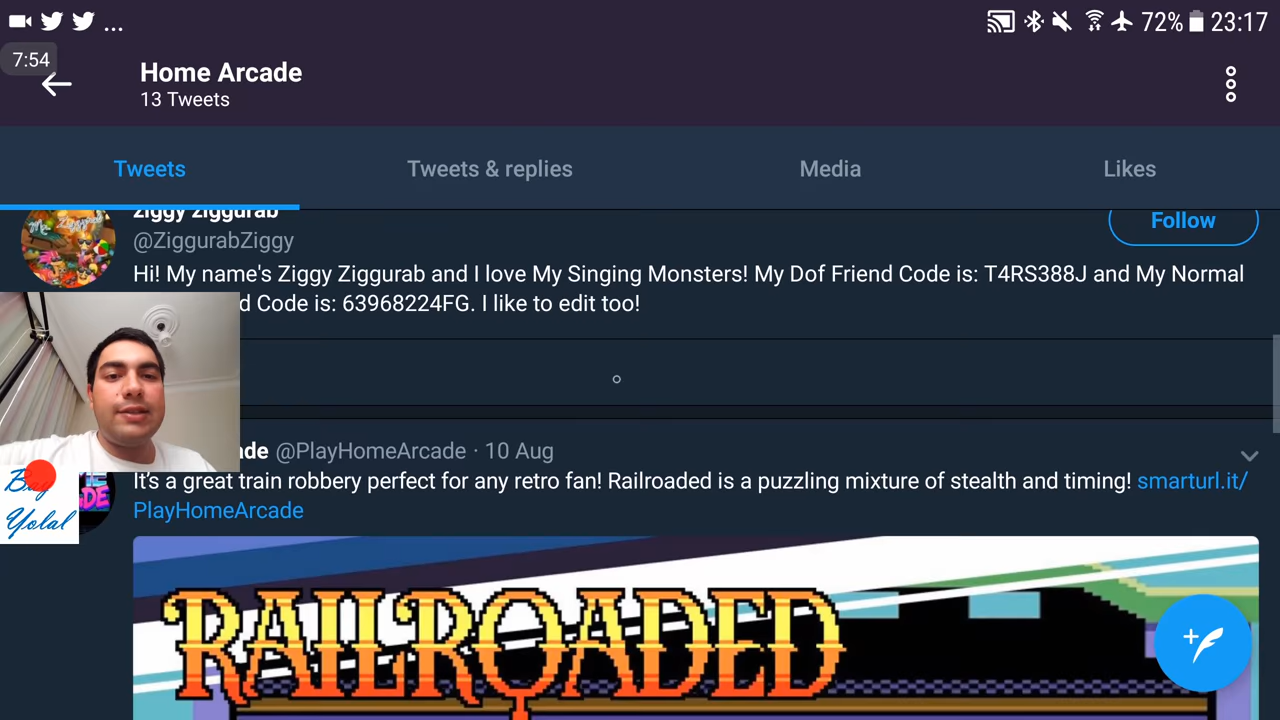 ... 72% 23:17
7:54
Home Arcade
13 Tweets
Tweets Tweets & replies Media Likes
ziggy ziggurab
@ZiggurabZiggy
Follow
Hi! My name's Ziggy Ziggurab and I love My Singing Monsters! My Dof Friend Code is: T4RS388J and My Normal
d Code is: 63968224FG. I like to edit too!
ade @PlayHomeArcade · 10 Aug
It's a great train robbery perfect for any retro fan! Railroaded is a puzzling mixture of stealth and timing! smarturl.it/
PlayHomeArcade
Bay
Yolal
RAILROADED